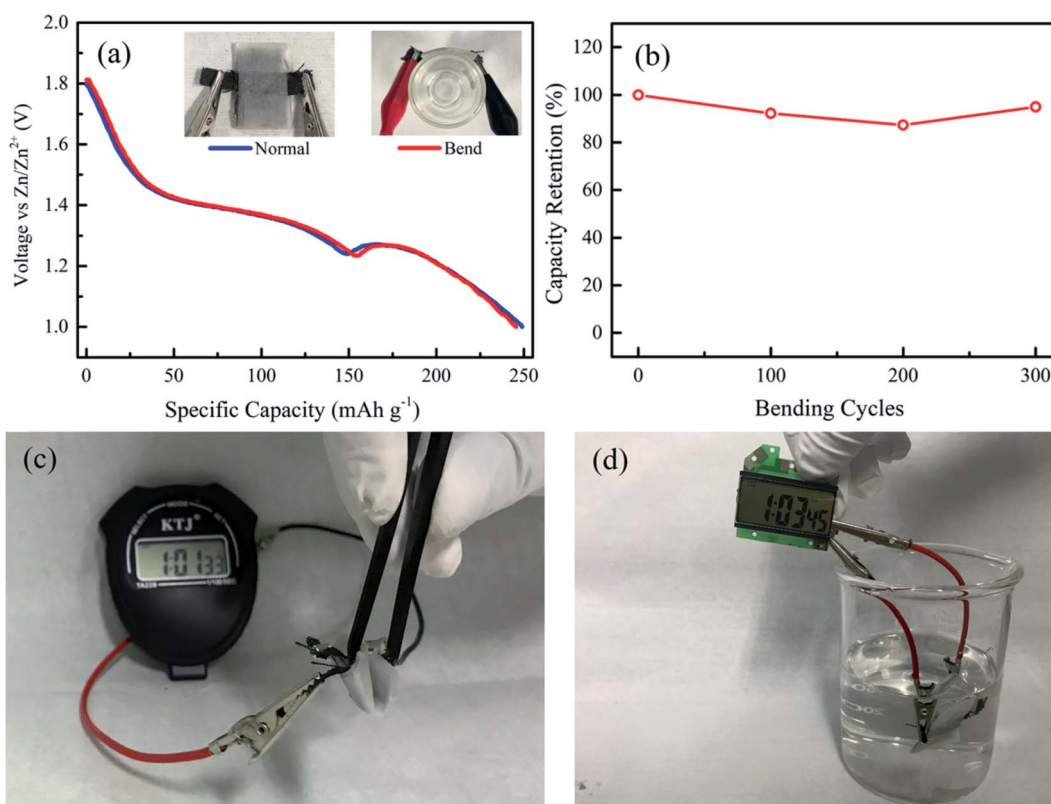 (a)
Normal
Bend
Voltage vs Zn/Zn²⁺ (V)
2.0
1.8
1.6
1.4
1.2
1.0
0
50
100
150
200
250
Specific Capacity (mAh g⁻¹)
(b)
Capacity Retention (%)
120
100
80
60
40
20
0
0
100
200
300
Bending Cycles
(c)
MODE
KTJ®
1:01 33
(d)
1:03 45